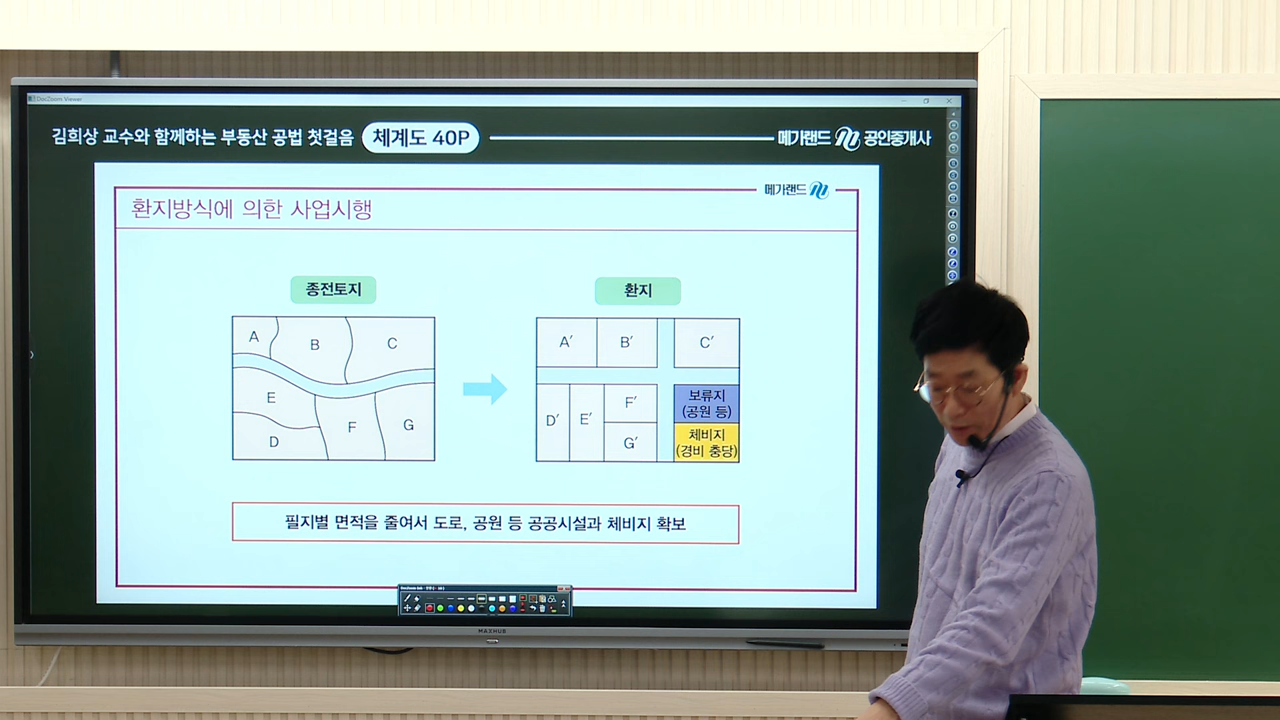 DocZoom Viewer
김희상 교수와 함께하는 부동산 공법 첫걸음 체계도 40P 메가랜드 공인중개사
메가랜드
환지방식에 의한 사업시행
종전토지
환지
A B C
E D F G
A′ B′ C′
D′ E′ F′ G′
보류지
(공원 등)
체비지
(경비 충당)
필지별 면적을 줄여서 도로, 공원 등 공공시설과 체비지 확보
MAXHUB